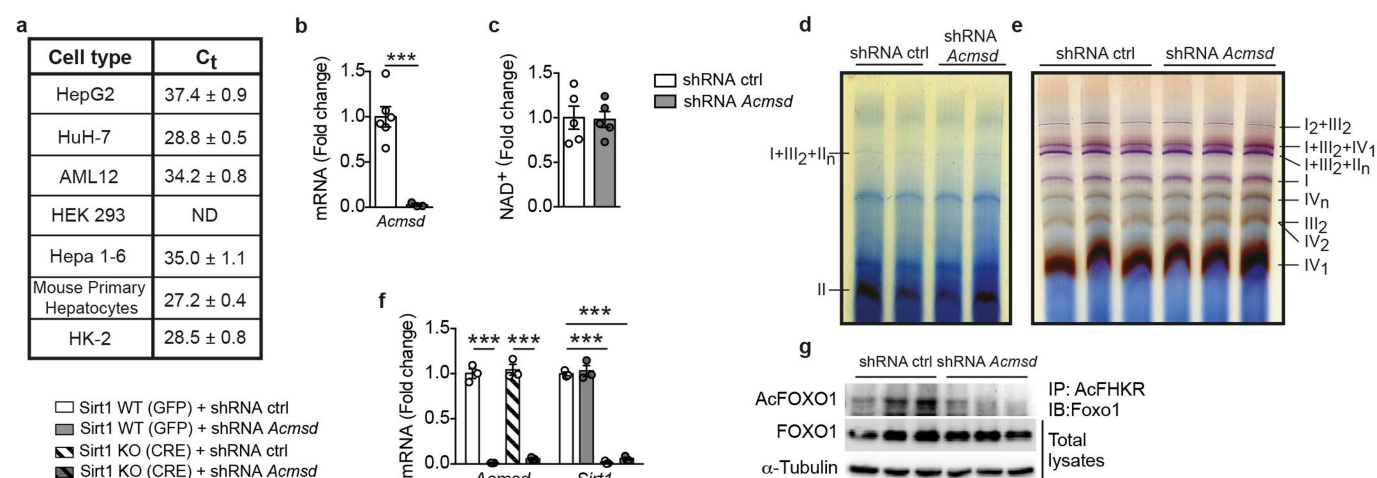 a
Cell type Ct
HepG2 37.4 ± 0.9
HuH-7 28.8 ± 0.5
AML12 34.2 ± 0.8
HEK 293 ND
Hepa 1-6 35.0 ± 1.1
Mouse Primary
Hepatocytes 27.2 ± 0.4
HK-2 28.5 ± 0.8
b
mRNA (Fold change)
1.5
1.0
0.5
0.0
***
Acmsd
c
NAD+ (Fold change)
1.5
1.0
0.5
0.0
shRNA ctrl
shRNA Acmsd
d
shRNA ctrl
shRNA
Acmsd
I+III2+IIn
II
e
shRNA ctrl shRNA Acmsd
I2+III2
I+III2+IV1
I+III2+IIn
I
IVn
III2
IV2
IV1
f
mRNA (Fold change)
1.5
1.0
0.5
0.0
*** ***
***
***
Acmsd Sirt1
Sirt1 WT (GFP) + shRNA ctrl
Sirt1 WT (GFP) + shRNA Acmsd
Sirt1 KO (CRE) + shRNA ctrl
Sirt1 KO (CRE) + shRNA Acmsd
g
shRNA ctrl shRNA Acmsd
AcFOXO1
IP: AcFHKR
IB:Foxo1
FOXO1
α-Tubulin
Total
lysates